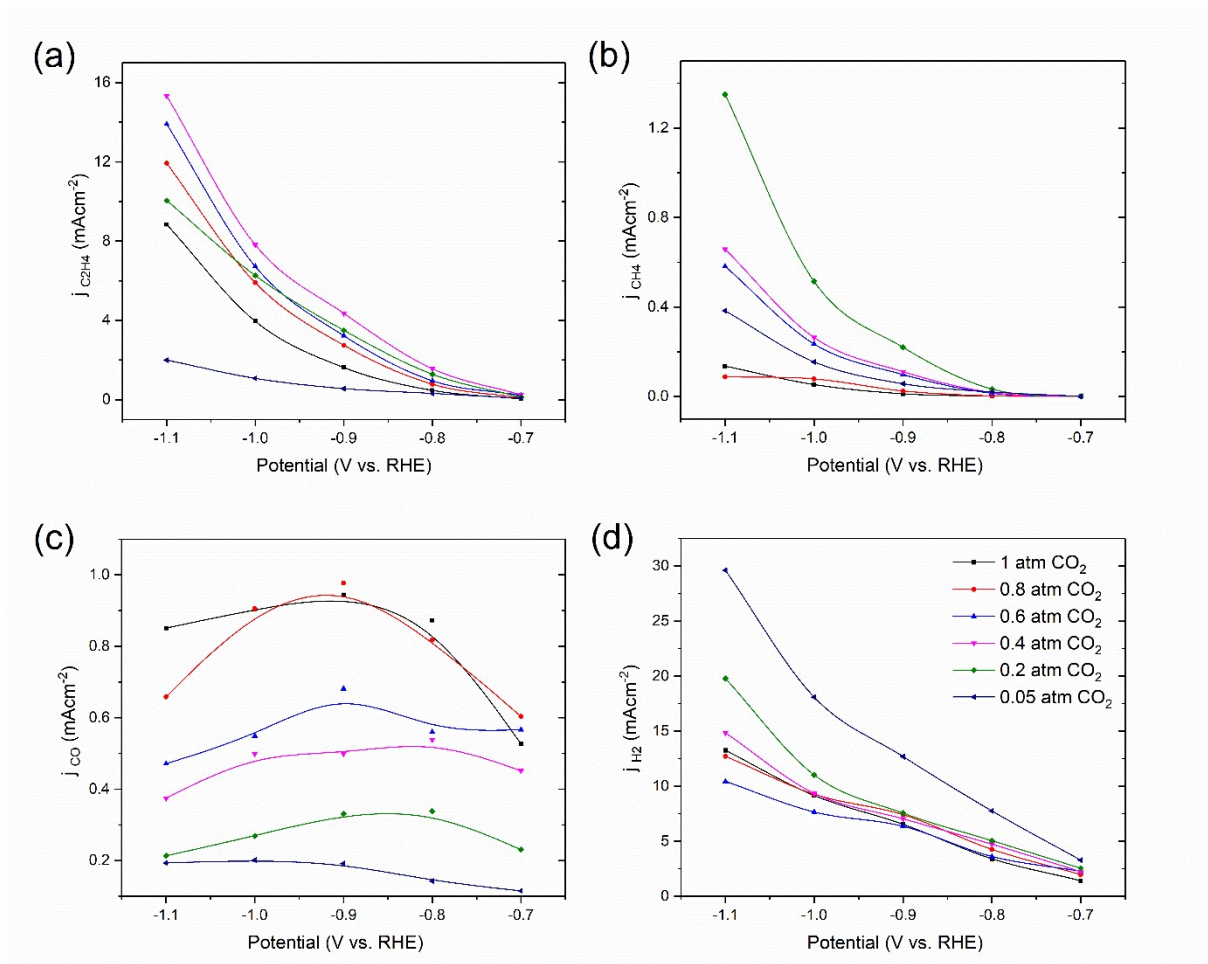 (a)
16
12
8
4
0
j C2H4 (mAcm-2)
-1.1 -1.0 -0.9 -0.8 -0.7
Potential (V vs. RHE)
(b)
1.2
0.8
0.4
0.0
j CH4 (mAcm-2)
-1.1 -1.0 -0.9 -0.8 -0.7
Potential (V vs. RHE)
(c)
1.0
0.8
0.6
0.4
0.2
j CO (mAcm-2)
-1.1 -1.0 -0.9 -0.8 -0.7
Potential (V vs. RHE)
(d)
30
25
20
15
10
5
0
j H2 (mAcm-2)
1 atm CO2
0.8 atm CO2
0.6 atm CO2
0.4 atm CO2
0.2 atm CO2
0.05 atm CO2
-1.1 -1.0 -0.9 -0.8 -0.7
Potential (V vs. RHE)